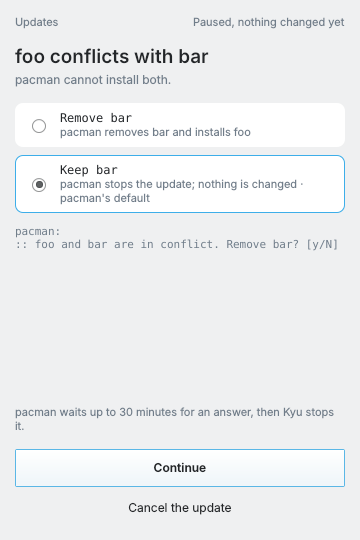 Updates
Paused, nothing changed yet
foo conflicts with bar
pacman cannot install both.
Remove bar
pacman removes bar and installs foo
Keep bar
pacman stops the update; nothing is changed ·
pacman's default
pacman:
:: foo and bar are in conflict. Remove bar? [y/N]
pacman waits up to 30 minutes for an answer, then Kyu stops
it.
Continue
Cancel the update